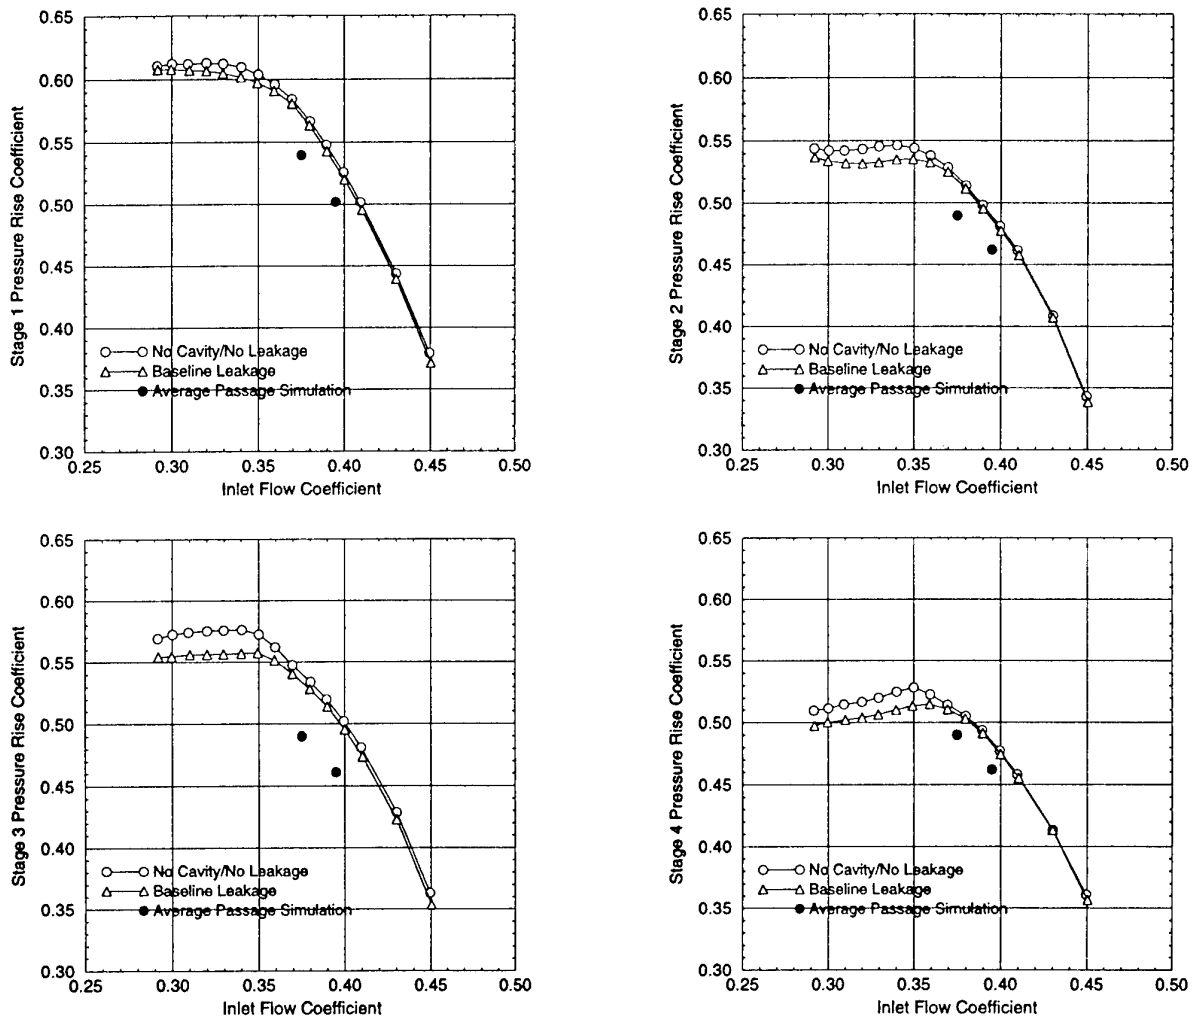 0.65
0.60
0.55
0.50
0.45
0.40
0.35
0.30
Stage 1 Pressure Rise Coefficient
No Cavity/No Leakage
Baseline Leakage
Average Passage Simulation
0.25 0.30 0.35 0.40 0.45 0.50
Inlet Flow Coefficient
0.65
0.60
0.55
0.50
0.45
0.40
0.35
0.30
Stage 2 Pressure Rise Coefficient
No Cavity/No Leakage
Baseline Leakage
Average Passage Simulation
0.25 0.30 0.35 0.40 0.45 0.50
Inlet Flow Coefficient
0.65
0.60
0.55
0.50
0.45
0.40
0.35
0.30
Stage 3 Pressure Rise Coefficient
No Cavity/No Leakage
Baseline Leakage
Average Passage Simulation
0.25 0.30 0.35 0.40 0.45 0.50
Inlet Flow Coefficient
0.65
0.60
0.55
0.50
0.45
0.40
0.35
0.30
Stage 4 Pressure Rise Coefficient
No Cavity/No Leakage
Baseline Leakage
Average Passage Simulation
0.25 0.30 0.35 0.40 0.45 0.50
Inlet Flow Coefficient